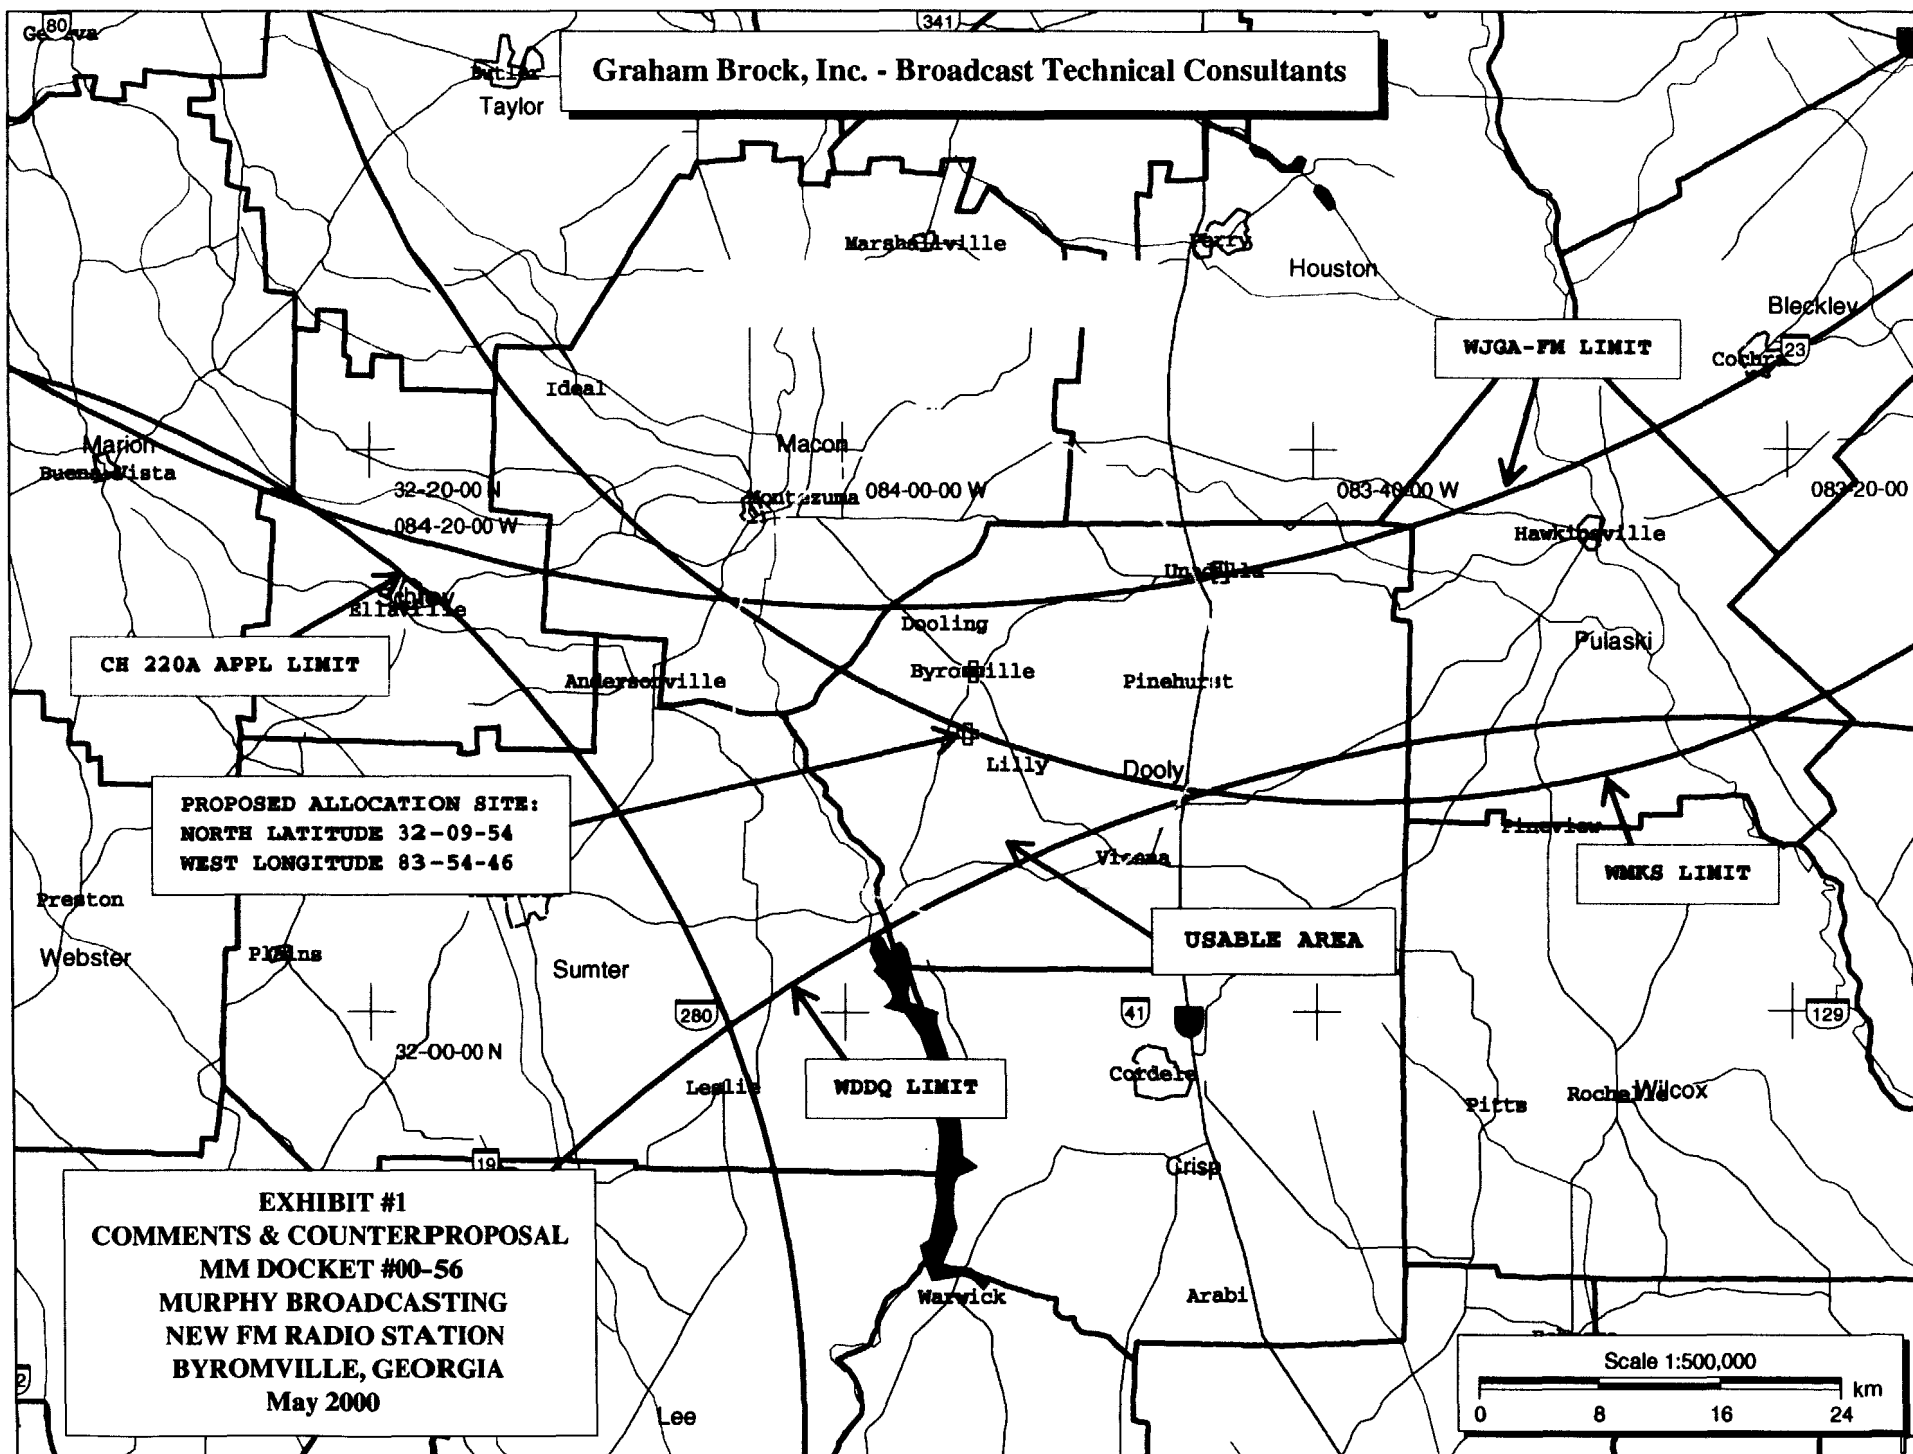 80
341
Graham Brock, Inc. - Broadcast Technical Consultants
Butler
Taylor
Marshallville
Perry
Houston
Bleckley
WJGA-FM LIMIT
23
Ideal
Marion
Buena Vista
Macon
Montezuma
32-20-00 N
084-20-00 W
084-00-00 W
083-40-00 W
083-20-00
Hawkinsville
Unadilla
Schley
Ellaville
Dooling
Pulaski
CH 220A APPL LIMIT
Andersonville
Byromville
Pinehurst
Lilly
Dooly
PROPOSED ALLOCATION SITE:
NORTH LATITUDE 32-09-54
WEST LONGITUDE 83-54-46
Pineview
Vienna
WMKS LIMIT
Preston
Webster
Plains
Sumter
USABLE AREA
280
41
129
32-00-00 N
Leslie
WDDQ LIMIT
Cordele
Pitts
Rochelle
Wilcox
19
Crisp
EXHIBIT #1
COMMENTS & COUNTERPROPOSAL
MM DOCKET #00-56
MURPHY BROADCASTING
NEW FM RADIO STATION
BYROMVILLE, GEORGIA
May 2000
Warwick
Arabi
Lee
Scale 1:500,000
km
0 8 16 24